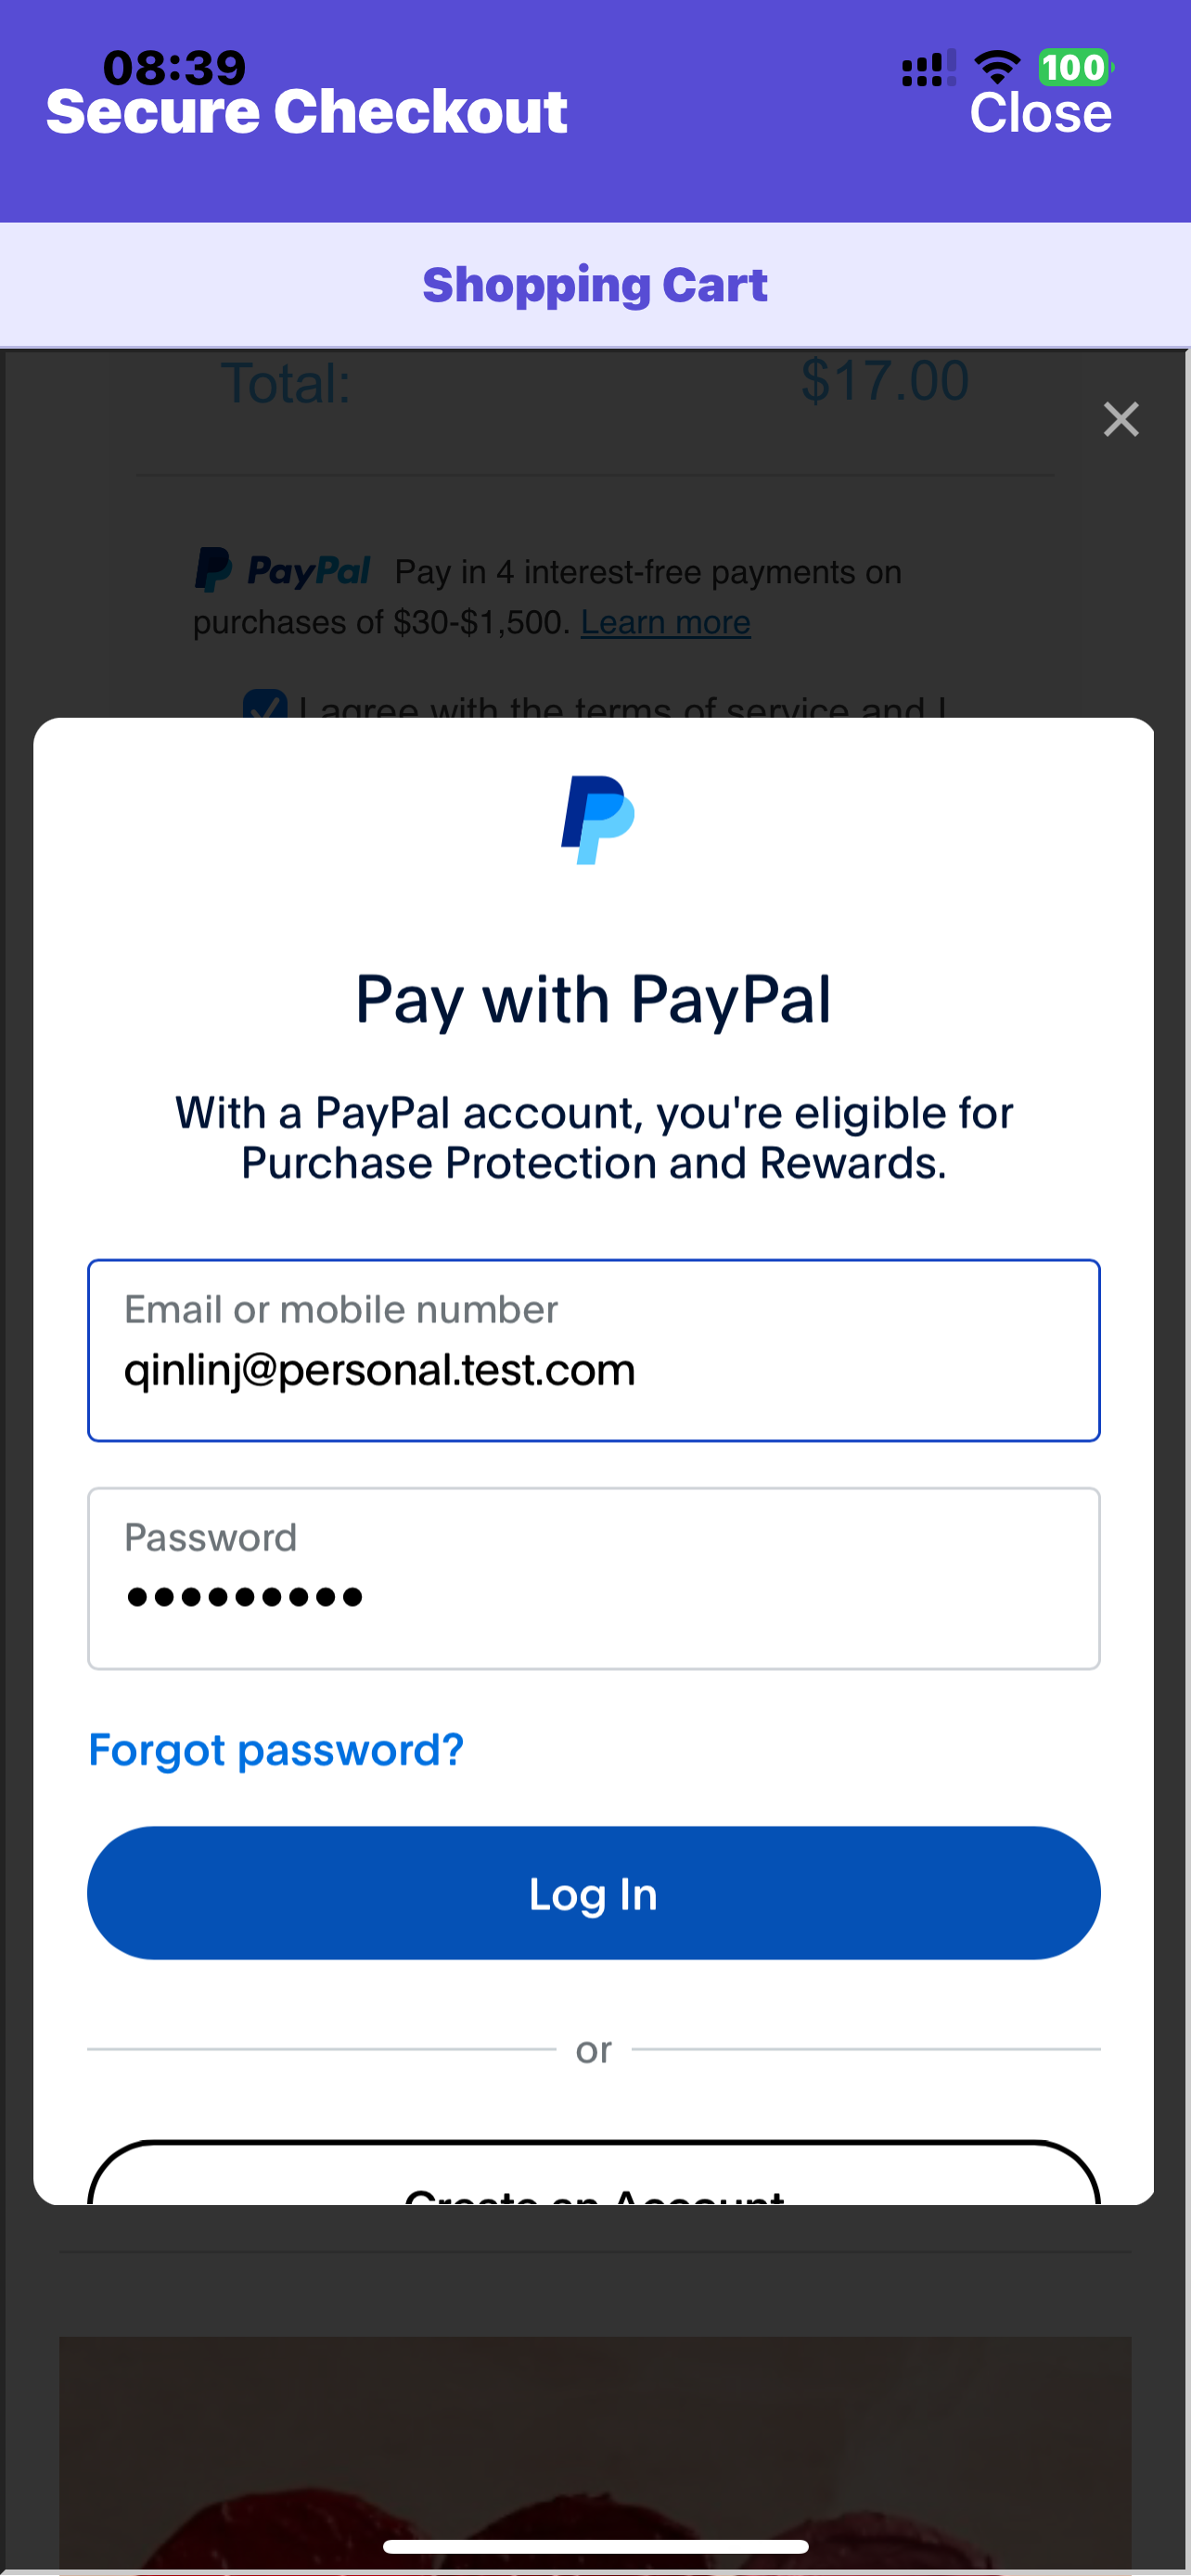 08:39
100
Secure Checkout
Close
Shopping Cart
Total:
$17.00
PayPal Pay in 4 interest-free payments on
purchases of $30-$1,500. Learn more
I agree with the terms of service and I
Pay with PayPal
With a PayPal account, you're eligible for
Purchase Protection and Rewards.
Email or mobile number
qinlinj@personal.test.com
Password
•••••••••
Forgot password?
Log In
or
Create an Account